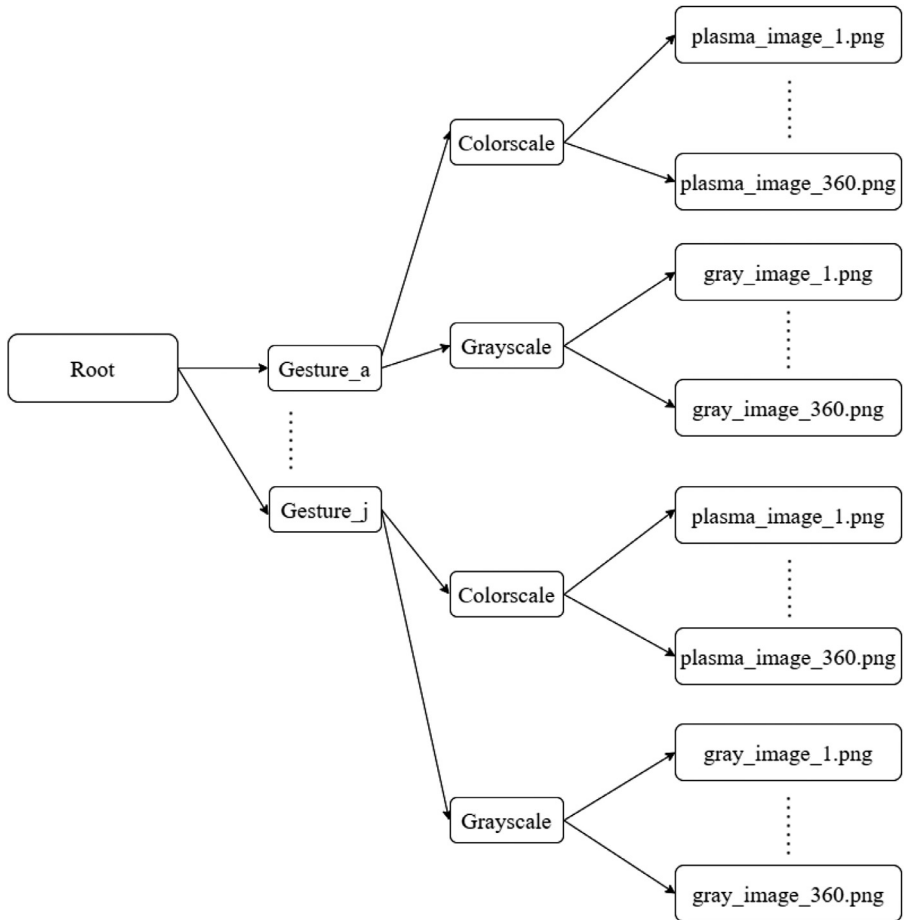 plasma_image_1.png
Colorscale
plasma_image_360.png
gray_image_1.png
Grayscale
Root
Gesture_a
gray_image_360.png
Gesture_j
plasma_image_1.png
Colorscale
plasma_image_360.png
gray_image_1.png
Grayscale
gray_image_360.png